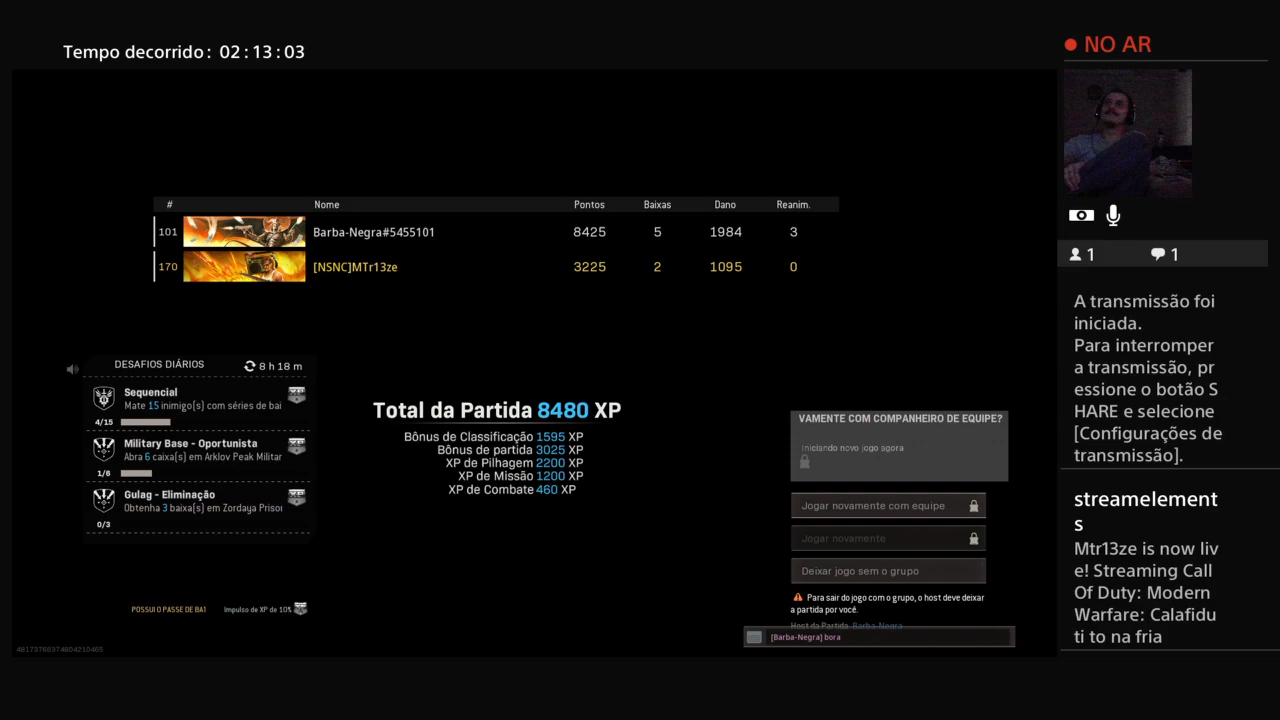 Tempo decorrido: 02:13:03
NO AR
# Nome Pontos Baixas Dano Reanim.
101 Barba-Negra#5455101 8425 5 1984 3
170 [NSNC]MTr13ze 3225 2 1095 0
1 1
A transmissão foi
iniciada.
Para interromper
a transmissão, pr
essione o botão S
HARE e selecione
[Configurações de
transmissão].
streamelement
s
Mtr13ze is now liv
e! Streaming Call
Of Duty: Modern
Warfare: Calafidu
ti to na fria
DESAFIOS DIÁRIOS 8 h 18 m
Sequencial
Mate 15 inimigo(s) com séries de bai
4/15
Military Base - Oportunista
Abra 6 caixa(s) em Arklov Peak Militar
1/6
Gulag - Eliminação
Obtenha 3 baixa(s) em Zordaya Prisor
0/3
POSSUI O PASSE DE BA1 Impulso de XP de 10%
Total da Partida 8480 XP
Bônus de Classificação 1595 XP
Bônus de partida 3025 XP
XP de Pilhagem 2200 XP
XP de Missão 1200 XP
XP de Combate 460 XP
VAMENTE COM COMPANHEIRO DE EQUIPE?
Iniciando novo jogo agora
Jogar novamente com equipe
Jogar novamente
Deixar jogo sem o grupo
Para sair do jogo com o grupo, o host deve deixar
a partida por você.
Host da Partida Barba-Negra
[Barba-Negra] bora
48173766374804210465